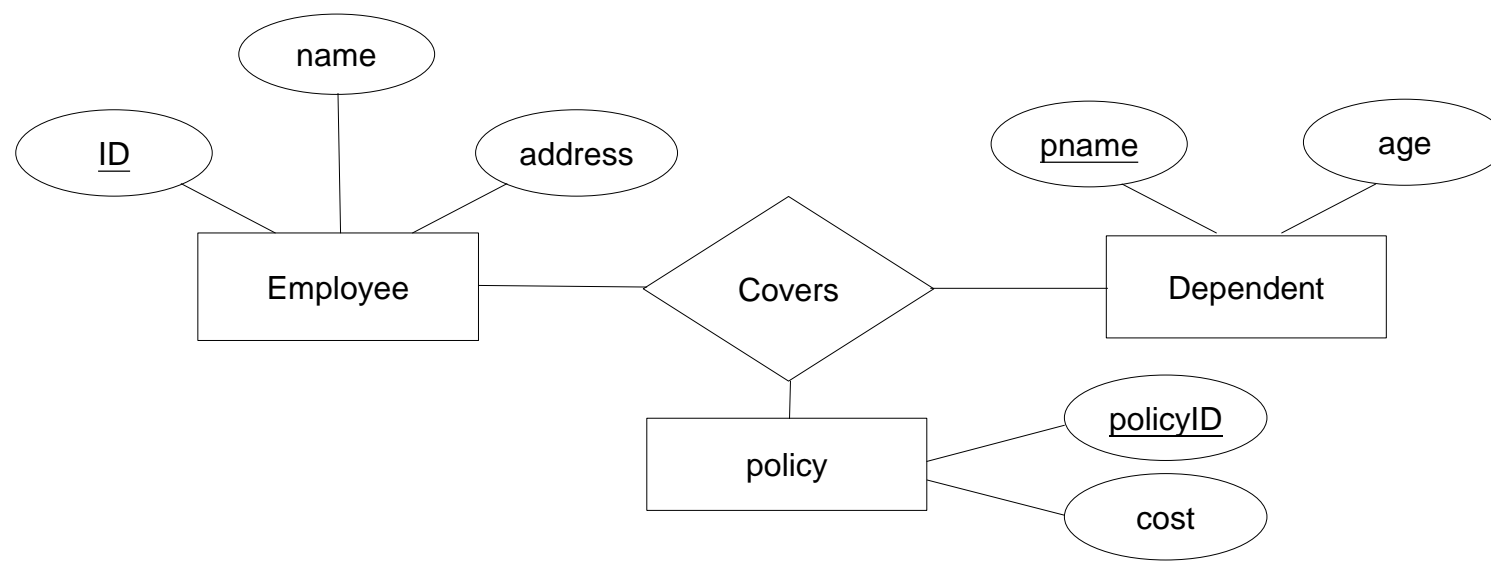 name
ID
address
pname
age
Employee
Covers
Dependent
policy
policyID
cost